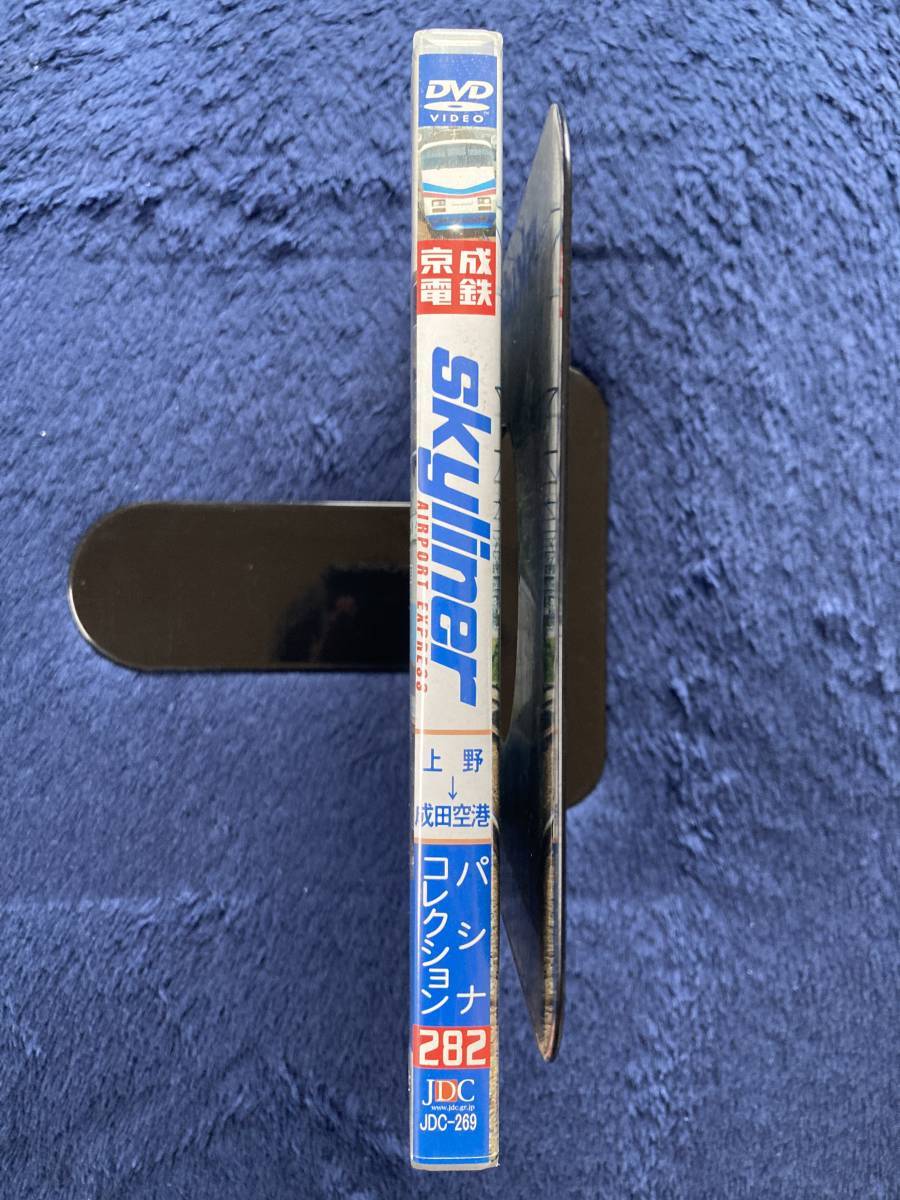 DVD
VIDEO™
京成
電鉄
skyliner
AIRPORT EXPRESS
上野
↓
成田空港
パシナ
コレクション
282
JDC
www.jdc.gr.jp
JDC-269